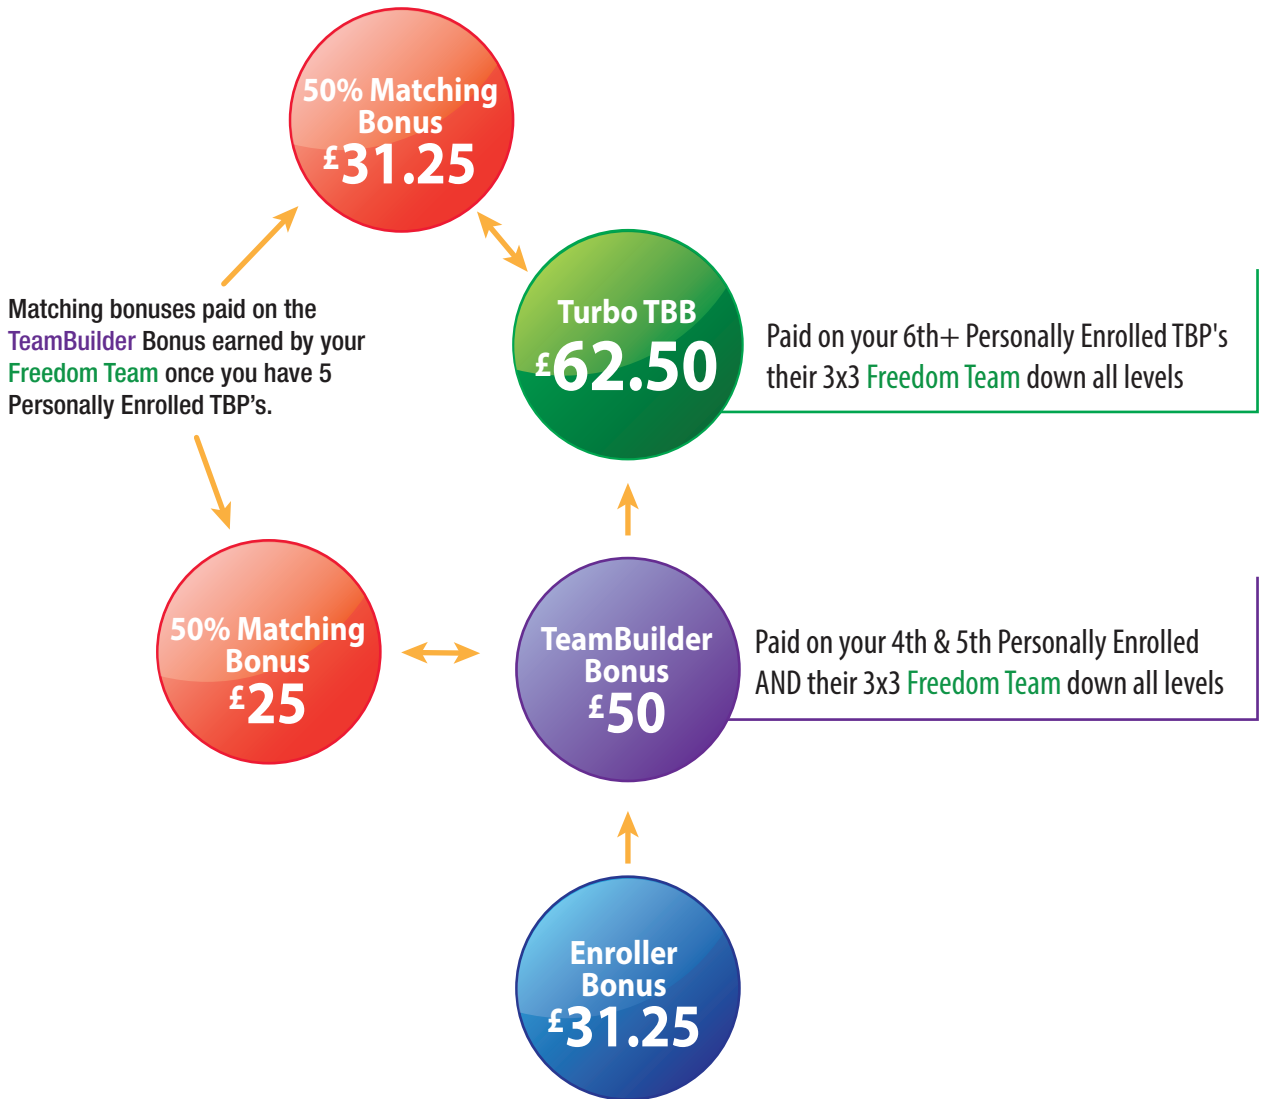 50% Matching
Bonus
£31.25
Matching bonuses paid on the
TeamBuilder Bonus earned by your
Freedom Team once you have 5
Personally Enrolled TBP’s.
Turbo TBB
£62.50
Paid on your 6th+ Personally Enrolled TBP's
their 3x3 Freedom Team down all levels
50% Matching
Bonus
£25
TeamBuilder
Bonus
£50
Paid on your 4th & 5th Personally Enrolled
AND their 3x3 Freedom Team down all levels
Enroller
Bonus
£31.25